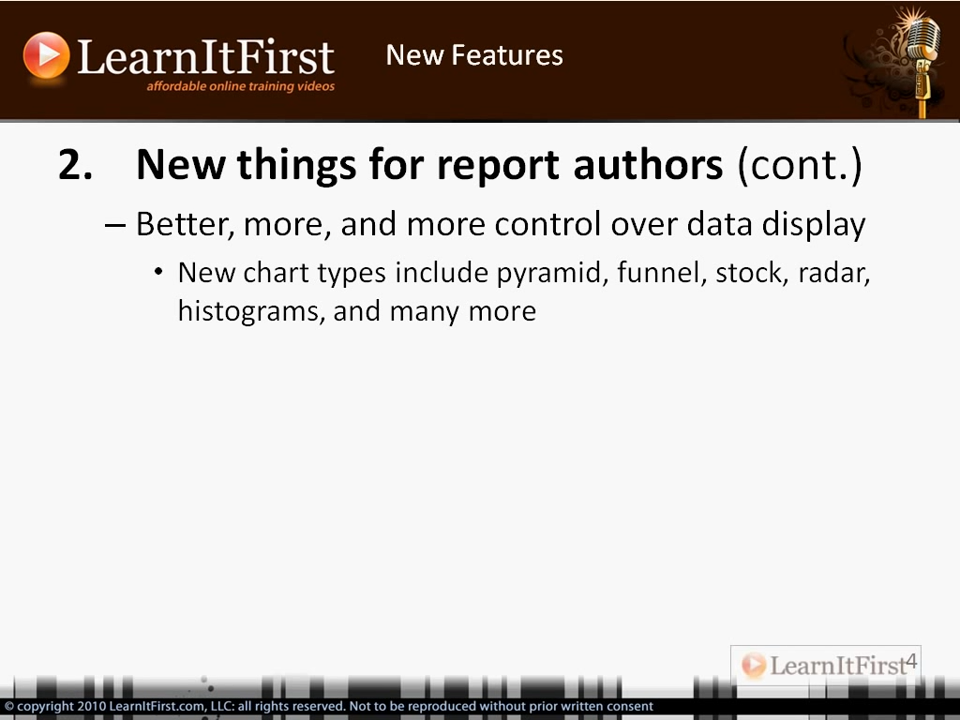 LearnItFirst
affordable online training videos
New Features
2. New things for report authors (cont.)
– Better, more, and more control over data display
• New chart types include pyramid, funnel, stock, radar,
histograms, and many more
LearnItFirst
4
© copyright 2010 LearnItFirst.com, LLC: all rights reserved. Not to be reproduced without prior written consent